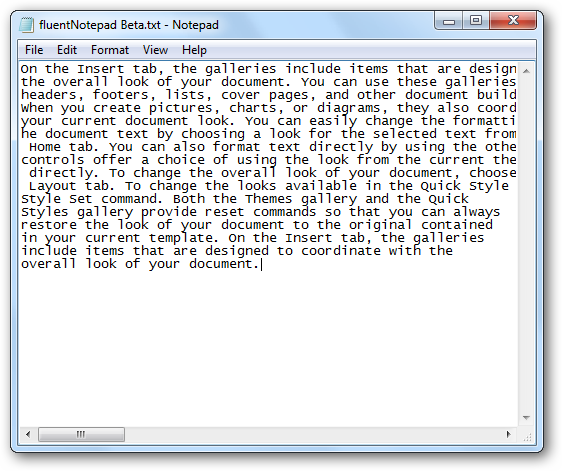 fluentNotepad Beta.txt - Notepad
File Edit Format View Help
On the Insert tab, the galleries include items that are design
the overall look of your document. You can use these galleries
headers, footers, lists, cover pages, and other document build
When you create pictures, charts, or diagrams, they also coord
your current document look. You can easily change the formatti
he document text by choosing a look for the selected text from
Home tab. You can also format text directly by using the othe
controls offer a choice of using the look from the current the
directly. To change the overall look of your document, choose
Layout tab. To change the looks available in the Quick Style
Style Set command. Both the Themes gallery and the Quick
Styles gallery provide reset commands so that you can always
restore the look of your document to the original contained
in your current template. On the Insert tab, the galleries
include items that are designed to coordinate with the
overall look of your document.